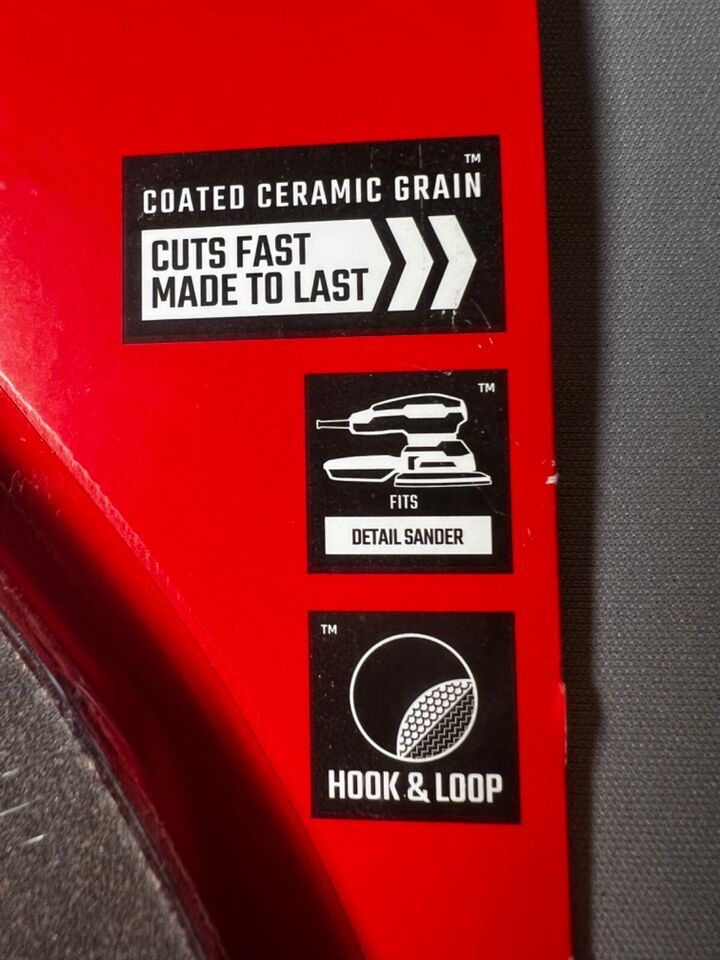 ™
COATED CERAMIC GRAIN
CUTS FAST
MADE TO LAST
™
FITS
DETAIL SANDER
™
HOOK & LOOP